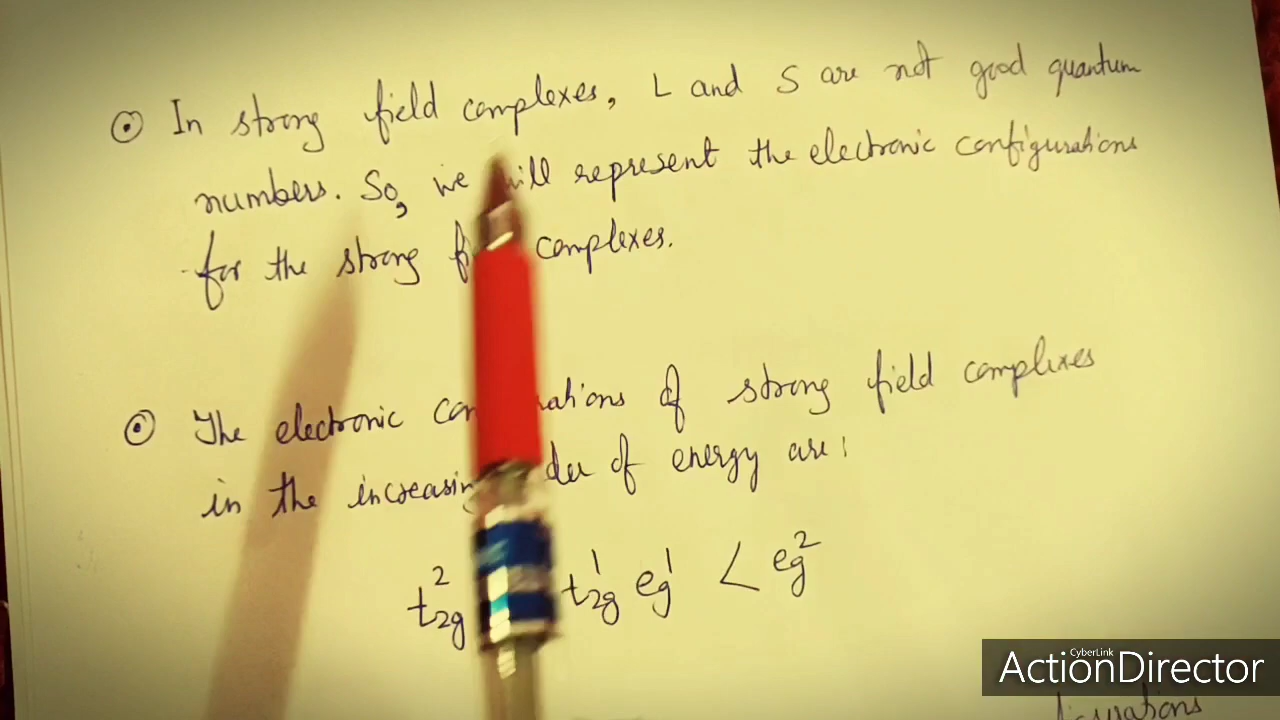 In strong field complexes, L and S are not good quantum
numbers. So, we will represent the electronic configurations
for the strong complexes.
The electronic of strong field complexes
in the increasing of energy are:
t2g² t2g¹ eg¹ < eg²
CyberLink
ActionDirector